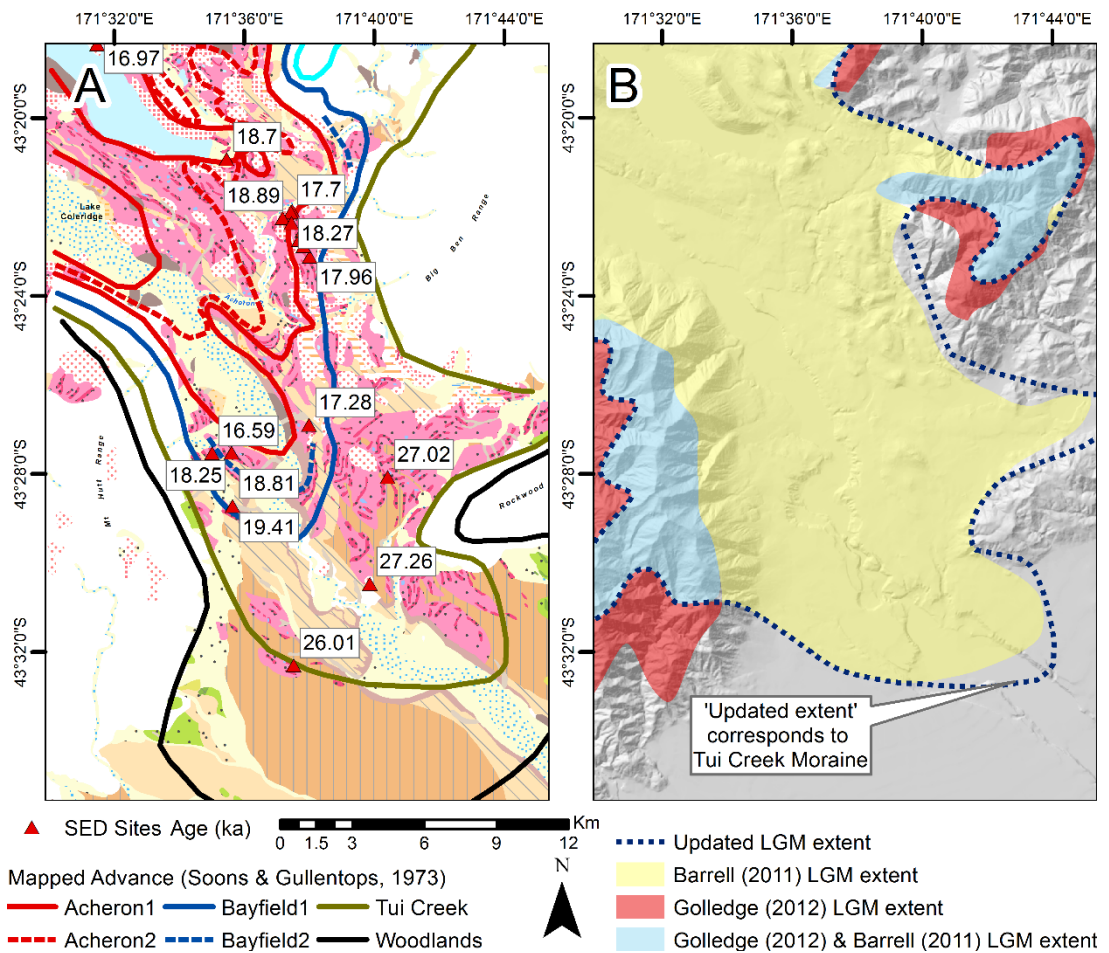 171°32'0"E 171°36'0"E 171°40'0"E 171°32'0"E 171°36'0"E 171°40'0"E 171°44'0"E
A
B
43°20'0"S
43°24'0"S
43°28'0"S
43°32'0"S
43°20'0"S
43°24'0"S
43°28'0"S
43°32'0"S
16.97
18.7
18.89
17.7
18.27
17.96
17.28
16.59
18.25
18.81
19.41
27.02
27.26
26.01
Lake
Coleridge
Acheron
Big Ben Range
Mt Hutt Range
Rockwood
'Updated extent'
corresponds to
Tui Creek Moraine
SED Sites Age (ka)
Km
0 1.5 3 6 9 12
N
Mapped Advance (Soons & Gullentops, 1973)
Acheron1 Bayfield1 Tui Creek
Acheron2 Bayfield2 Woodlands
Updated LGM extent
Barrell (2011) LGM extent
Golledge (2012) LGM extent
Golledge (2012) & Barrell (2011) LGM extent